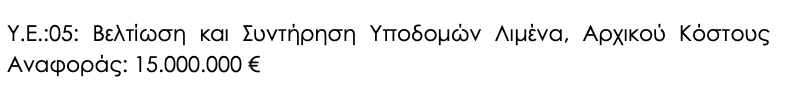 Υ.Ε.:05: Βελτίωση και Συντήρηση Υποδομών Λιμένα, Αρχικού Κόστους
Αναφοράς: 15.000.000 €